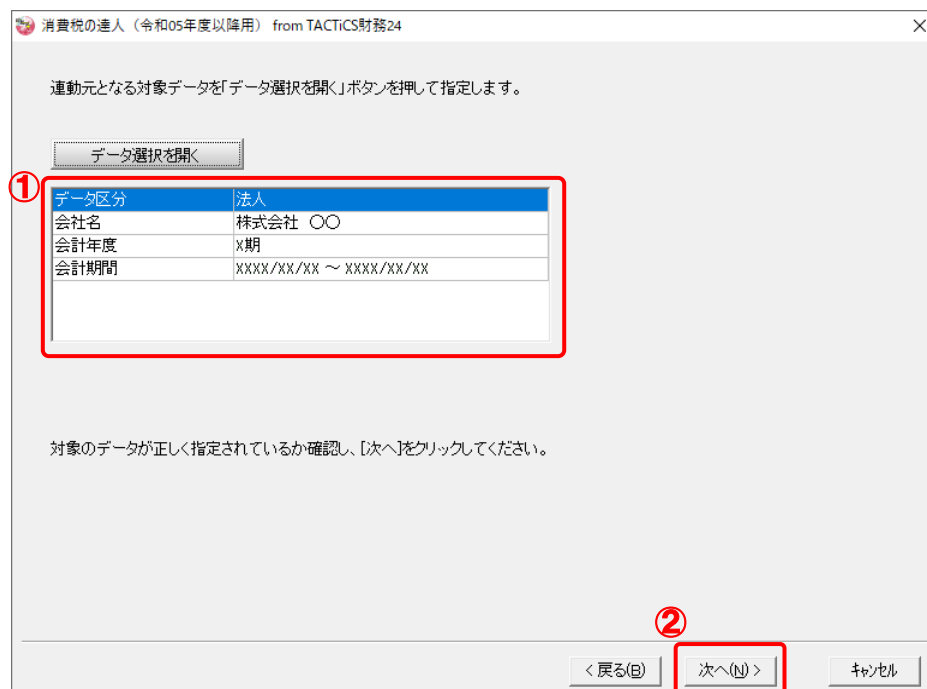 消費税の達人（令和05年度以降用） from TACTiCS財務24
連動元となる対象データを「データ選択を開く」ボタンを押して指定します。
データ選択を開く
①
データ区分 法人
会社名 株式会社 〇〇
会計年度 X期
会計期間 XXXX/XX/XX ～ XXXX/XX/XX
対象のデータが正しく指定されているか確認し、[次へ]をクリックしてください。
②
< 戻る(B) 次へ(N) > キャンセル